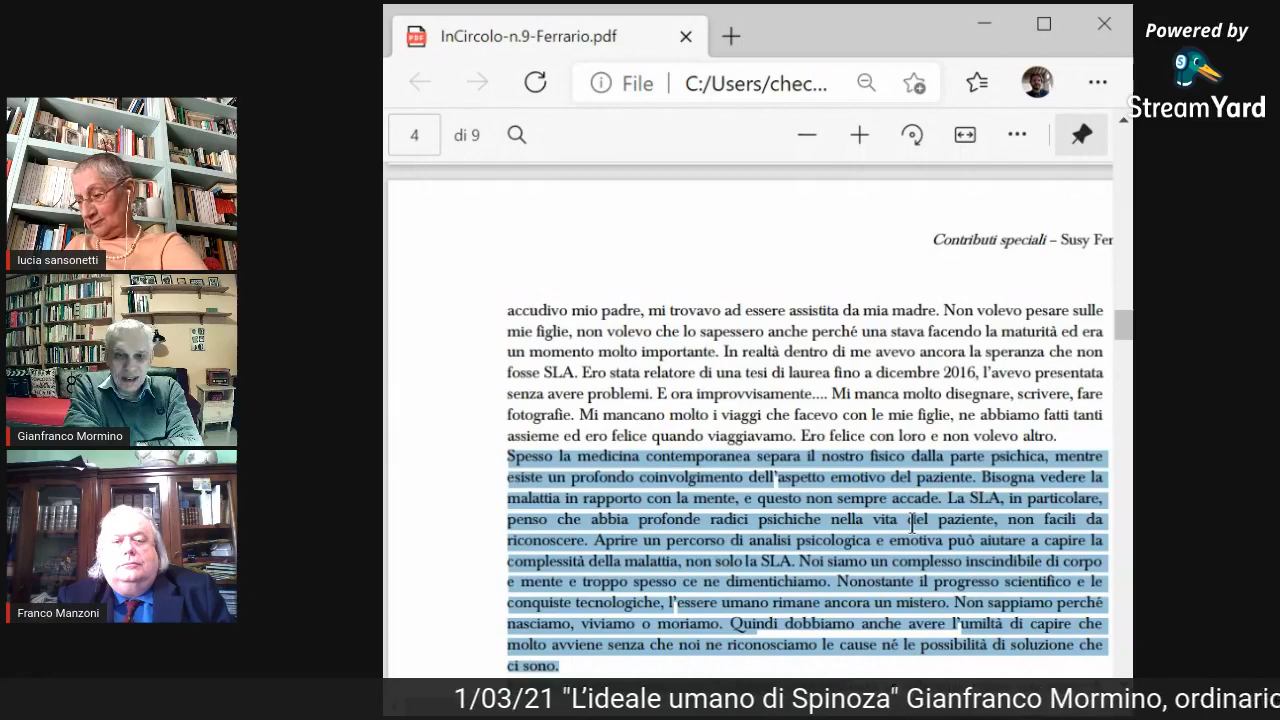 InCircolo-n.9-Ferrario.pdf
File
C:/Users/chec...
4 di 9
Powered by
StreamYard
Contributi speciali – Susy Fer
accudivo mio padre, mi trovavo ad essere assistita da mia madre. Non volevo pesare sulle
mie figlie, non volevo che lo sapessero anche perché una stava facendo la maturità ed era
un momento molto importante. In realtà dentro di me avevo ancora la speranza che non
fosse SLA. Ero stata relatore di una tesi di laurea fino a dicembre 2016, l'avevo presentata
senza avere problemi. E ora improvvisamente…. Mi manca molto disegnare, scrivere, fare
fotografie. Mi mancano molto i viaggi che facevo con le mie figlie, ne abbiamo fatti tanti
assieme ed ero felice quando viaggiavamo. Ero felice con loro e non volevo altro.
Spesso la medicina contemporanea separa il nostro fisico dalla parte psichica, mentre
esiste un profondo coinvolgimento dell'aspetto emotivo del paziente. Bisogna vedere la
malattia in rapporto con la mente, e questo non sempre accade. La SLA, in particolare,
penso che abbia profonde radici psichiche nella vita del paziente, non facili da
riconoscere. Aprire un percorso di analisi psicologica e emotiva può aiutare a capire la
complessità della malattia, non solo la SLA. Noi siamo un complesso inscindibile di corpo
e mente e troppo spesso ce ne dimentichiamo. Nonostante il progresso scientifico e le
conquiste tecnologiche, l'essere umano rimane ancora un mistero. Non sappiamo perché
nasciamo, viviamo o moriamo. Quindi dobbiamo anche avere l'umiltà di capire che
molto avviene senza che noi ne riconosciamo le cause né le possibilità di soluzione che
ci sono.
lucia sansonetti
Gianfranco Mormino
Franco Manzoni
1/03/21 "L'ideale umano di Spinoza" Gianfranco Mormino, ordinario